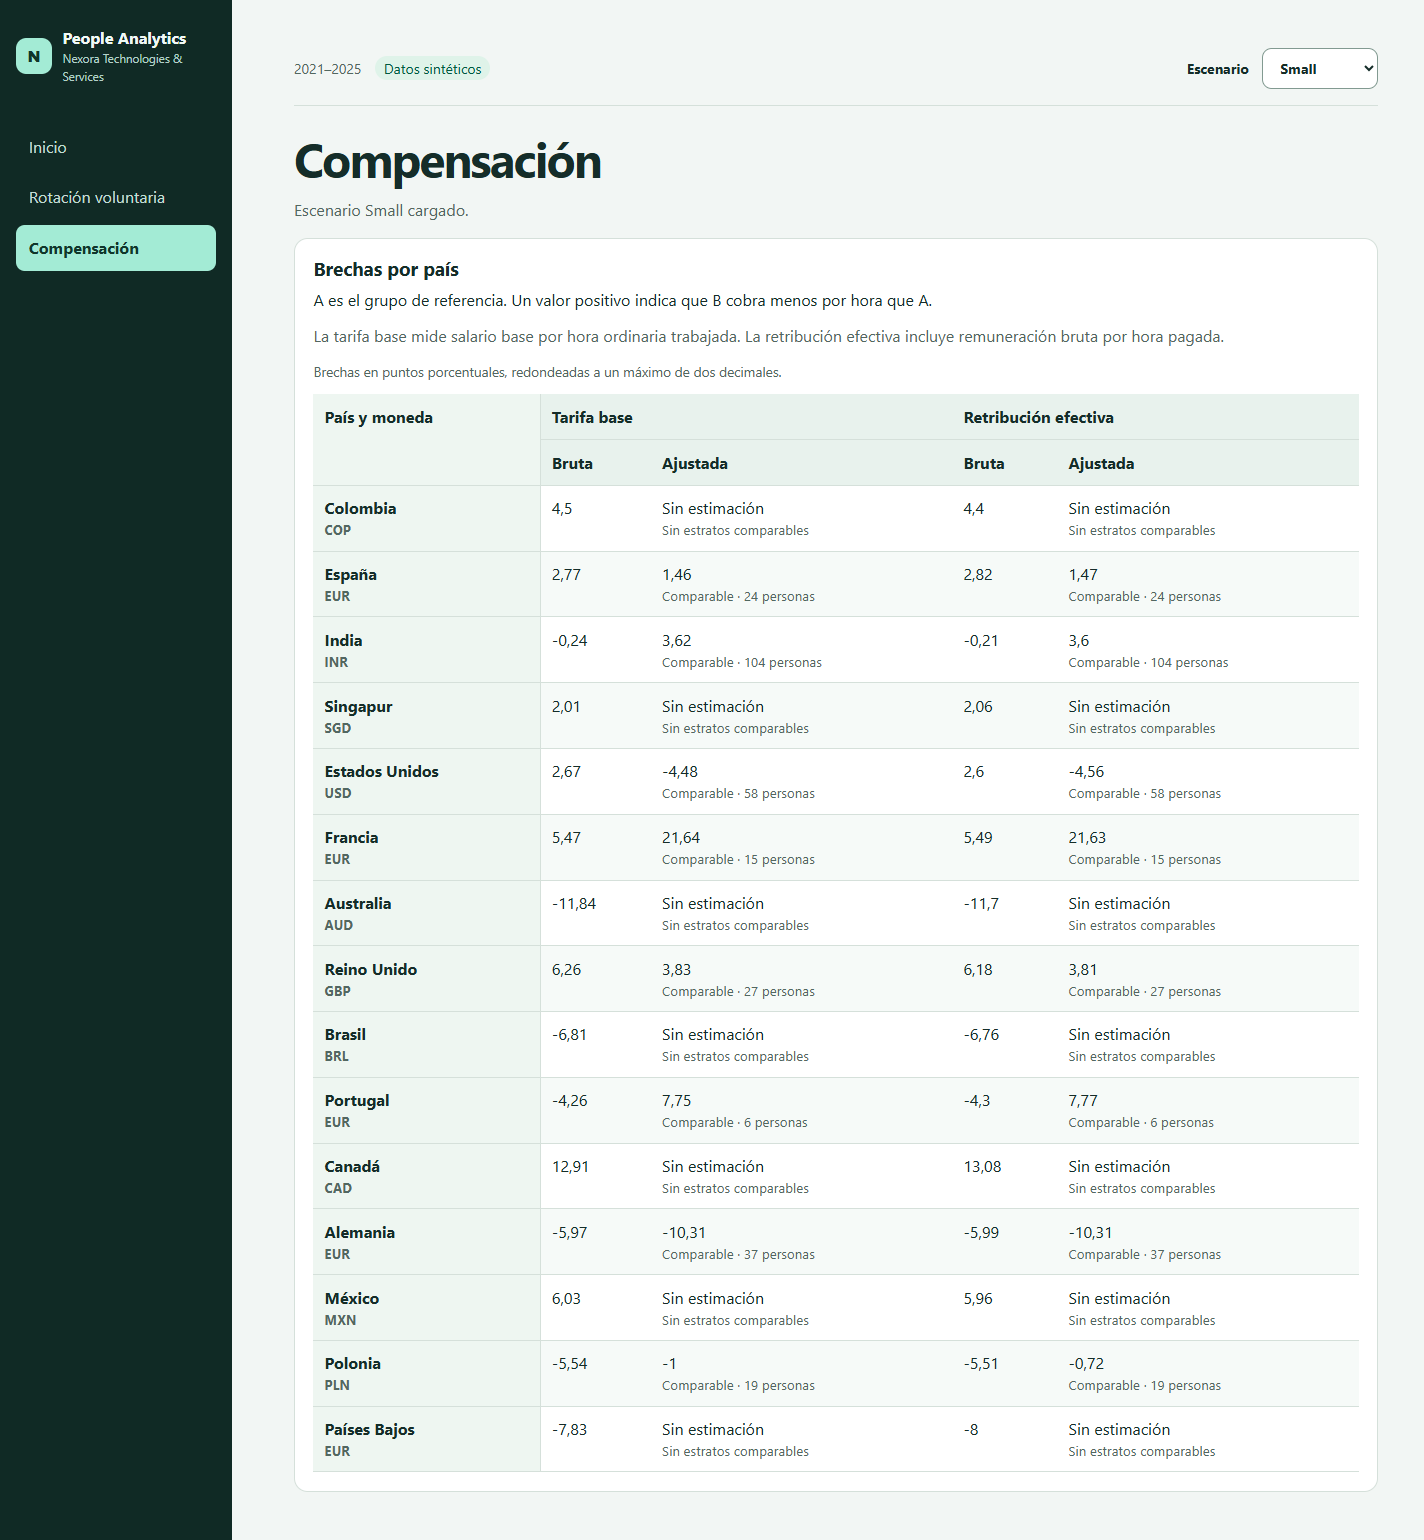 N
People Analytics
Nexora Technologies &
Services
Inicio
Rotación voluntaria
Compensación
2021–2025 Datos sintéticos
Escenario Small
Compensación
Escenario Small cargado.
Brechas por país
A es el grupo de referencia. Un valor positivo indica que B cobra menos por hora que A.
La tarifa base mide salario base por hora ordinaria trabajada. La retribución efectiva incluye remuneración bruta por hora pagada.
Brechas en puntos porcentuales, redondeadas a un máximo de dos decimales.
País y moneda Tarifa base Retribución efectiva
Bruta Ajustada Bruta Ajustada
Colombia 4,5 Sin estimación 4,4 Sin estimación
COP Sin estratos comparables Sin estratos comparables
España 2,77 1,46 2,82 1,47
EUR Comparable · 24 personas Comparable · 24 personas
India -0,24 3,62 -0,21 3,6
INR Comparable · 104 personas Comparable · 104 personas
Singapur 2,01 Sin estimación 2,06 Sin estimación
SGD Sin estratos comparables Sin estratos comparables
Estados Unidos 2,67 -4,48 2,6 -4,56
USD Comparable · 58 personas Comparable · 58 personas
Francia 5,47 21,64 5,49 21,63
EUR Comparable · 15 personas Comparable · 15 personas
Australia -11,84 Sin estimación -11,7 Sin estimación
AUD Sin estratos comparables Sin estratos comparables
Reino Unido 6,26 3,83 6,18 3,81
GBP Comparable · 27 personas Comparable · 27 personas
Brasil -6,81 Sin estimación -6,76 Sin estimación
BRL Sin estratos comparables Sin estratos comparables
Portugal -4,26 7,75 -4,3 7,77
EUR Comparable · 6 personas Comparable · 6 personas
Canadá 12,91 Sin estimación 13,08 Sin estimación
CAD Sin estratos comparables Sin estratos comparables
Alemania -5,97 -10,31 -5,99 -10,31
EUR Comparable · 37 personas Comparable · 37 personas
México 6,03 Sin estimación 5,96 Sin estimación
MXN Sin estratos comparables Sin estratos comparables
Polonia -5,54 -1 -5,51 -0,72
PLN Comparable · 19 personas Comparable · 19 personas
Países Bajos -7,83 Sin estimación -8 Sin estimación
EUR Sin estratos comparables Sin estratos comparables